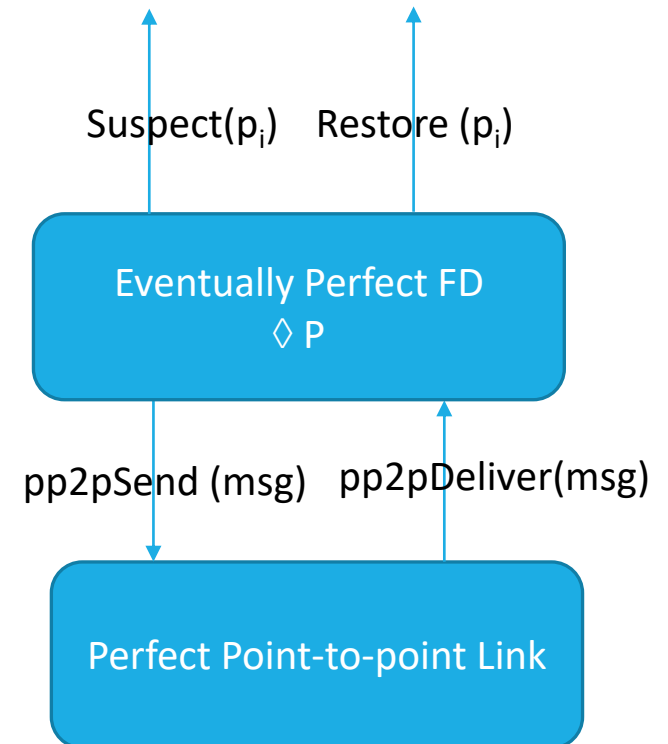 Suspect(pᵢ) Restore (pᵢ)
Eventually Perfect FD
◊ P
pp2pSend (msg) pp2pDeliver(msg)
Perfect Point-to-point Link